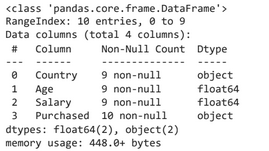 <class 'pandas.core.frame.DataFrame'>
RangeIndex: 10 entries, 0 to 9
Data columns (total 4 columns):
 #   Column     Non-Null Count  Dtype
---  ------     --------------  -----
 0   Country    9 non-null      object
 1   Age        9 non-null      float64
 2   Salary     9 non-null      float64
 3   Purchased  10 non-null     object
dtypes: float64(2), object(2)
memory usage: 448.0+ bytes